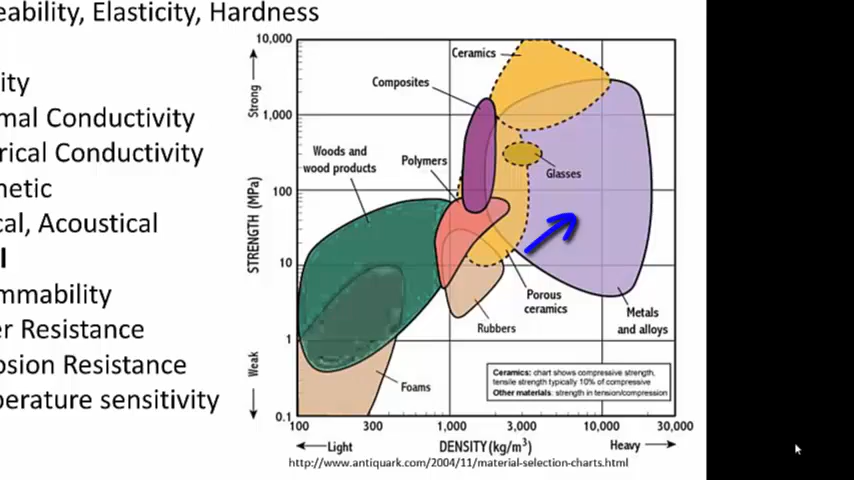 eability, Elasticity, Hardness
ity
mal Conductivity
rical Conductivity
netic
cal, Acoustical
l
mmability
er Resistance
osion Resistance
perature sensitivity
10,000
1,000
100
10
1
0.1
Strong
STRENGTH (MPa)
Weak
Ceramics
Composites
Woods and
wood products
Polymers
Glasses
Porous
ceramics
Metals
and alloys
Rubbers
Foams
Ceramics: chart shows compressive strength,
tensile strength typically 10% of compressive
Other materials: strength in tension/compression
100 300 1,000 3,000 10,000 30,000
Light DENSITY (kg/m³) Heavy
http://www.antiquark.com/2004/11/material-selection-charts.html